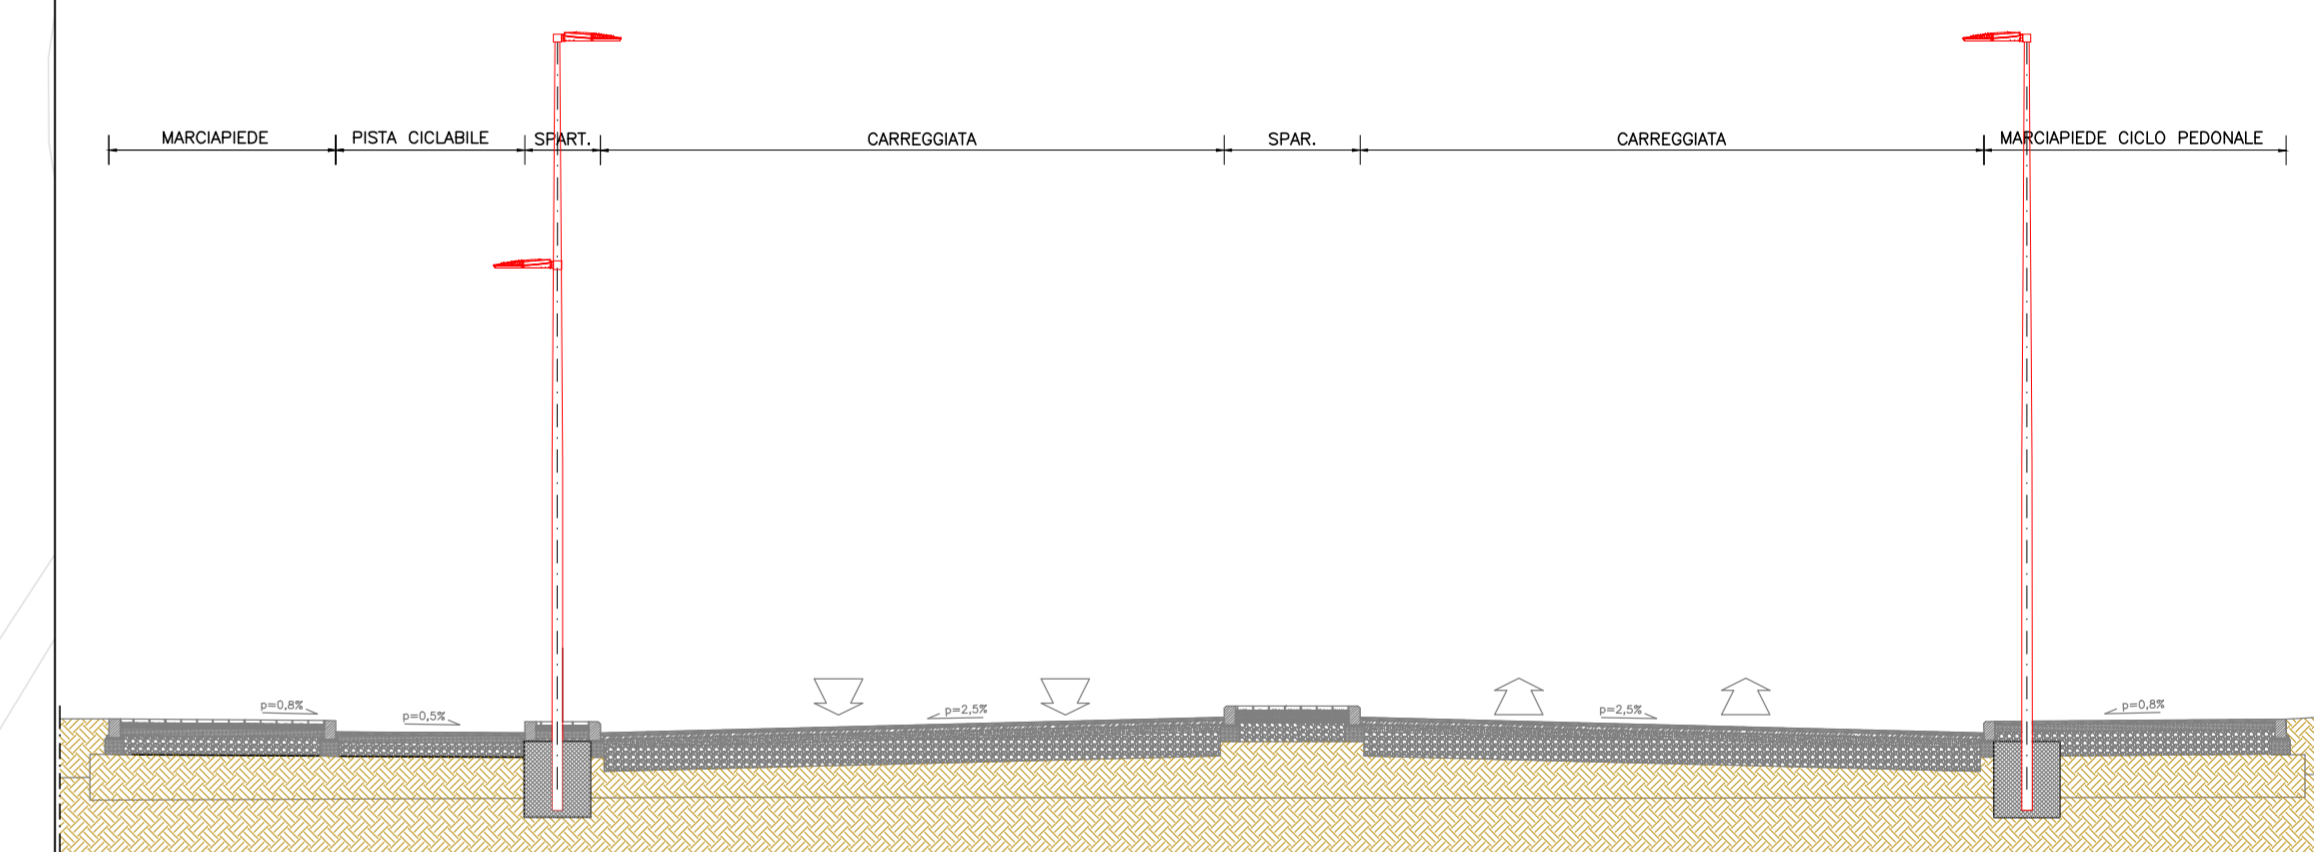 MARCIAPIEDE
PISTA CICLABILE
SPART.
CARREGGIATA
SPAR.
CARREGGIATA
MARCIAPIEDE CICLO PEDONALE
p=0,8%
p=0,5%
p=2,5%
p=2,5%
p=0,8%